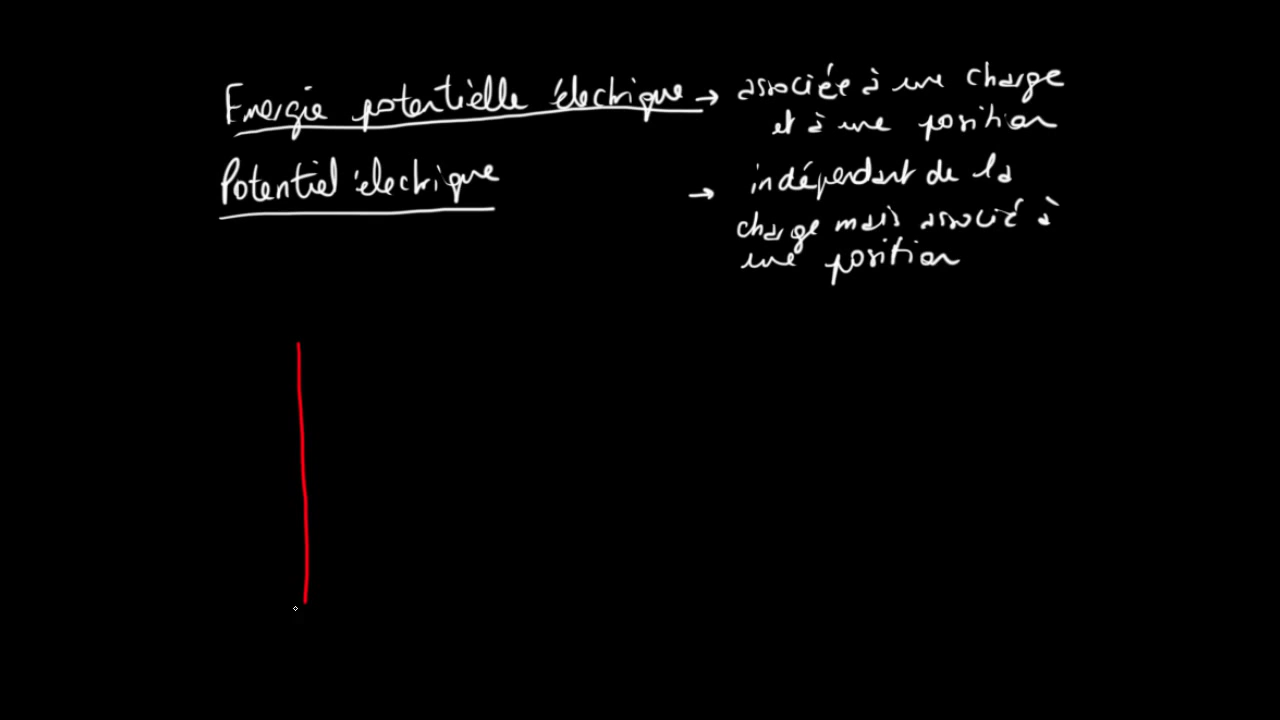 Energie potentielle électrique → associée à une charge
et à une position
Potentiel électrique → indépendant de la
charge mais associé à
une position